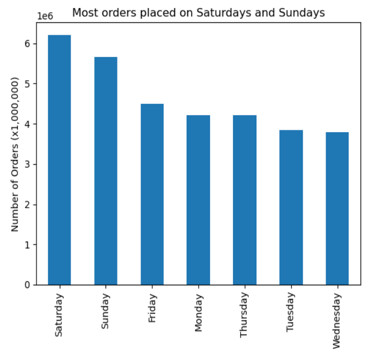 Most orders placed on Saturdays and Sundays
1e6
Number of Orders (x1,000,000)
6
5
4
3
2
1
0
Saturday
Sunday
Friday
Monday
Thursday
Tuesday
Wednesday